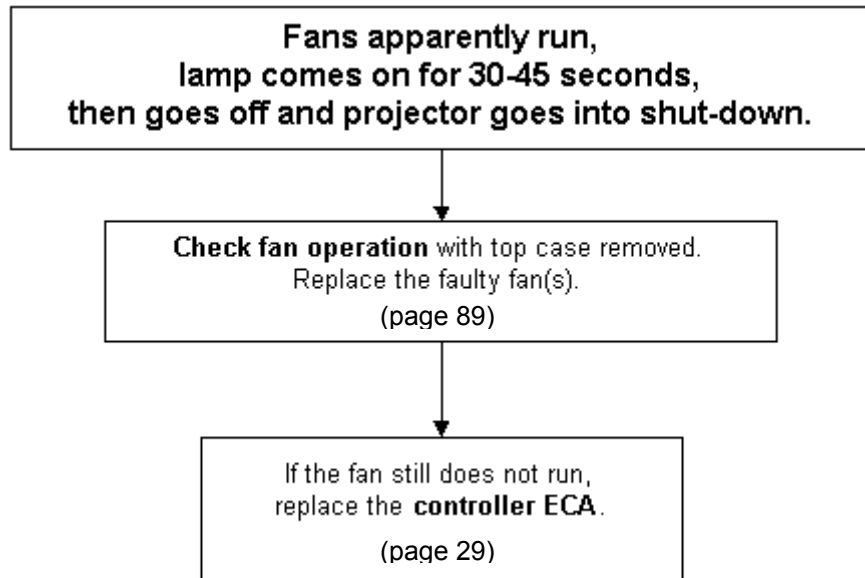 Fans apparently run,
lamp comes on for 30-45 seconds,
then goes off and projector goes into shut-down.
Check fan operation with top case removed.
Replace the faulty fan(s).
(page 89)
If the fan still does not run,
replace the controller ECA.
(page 29)